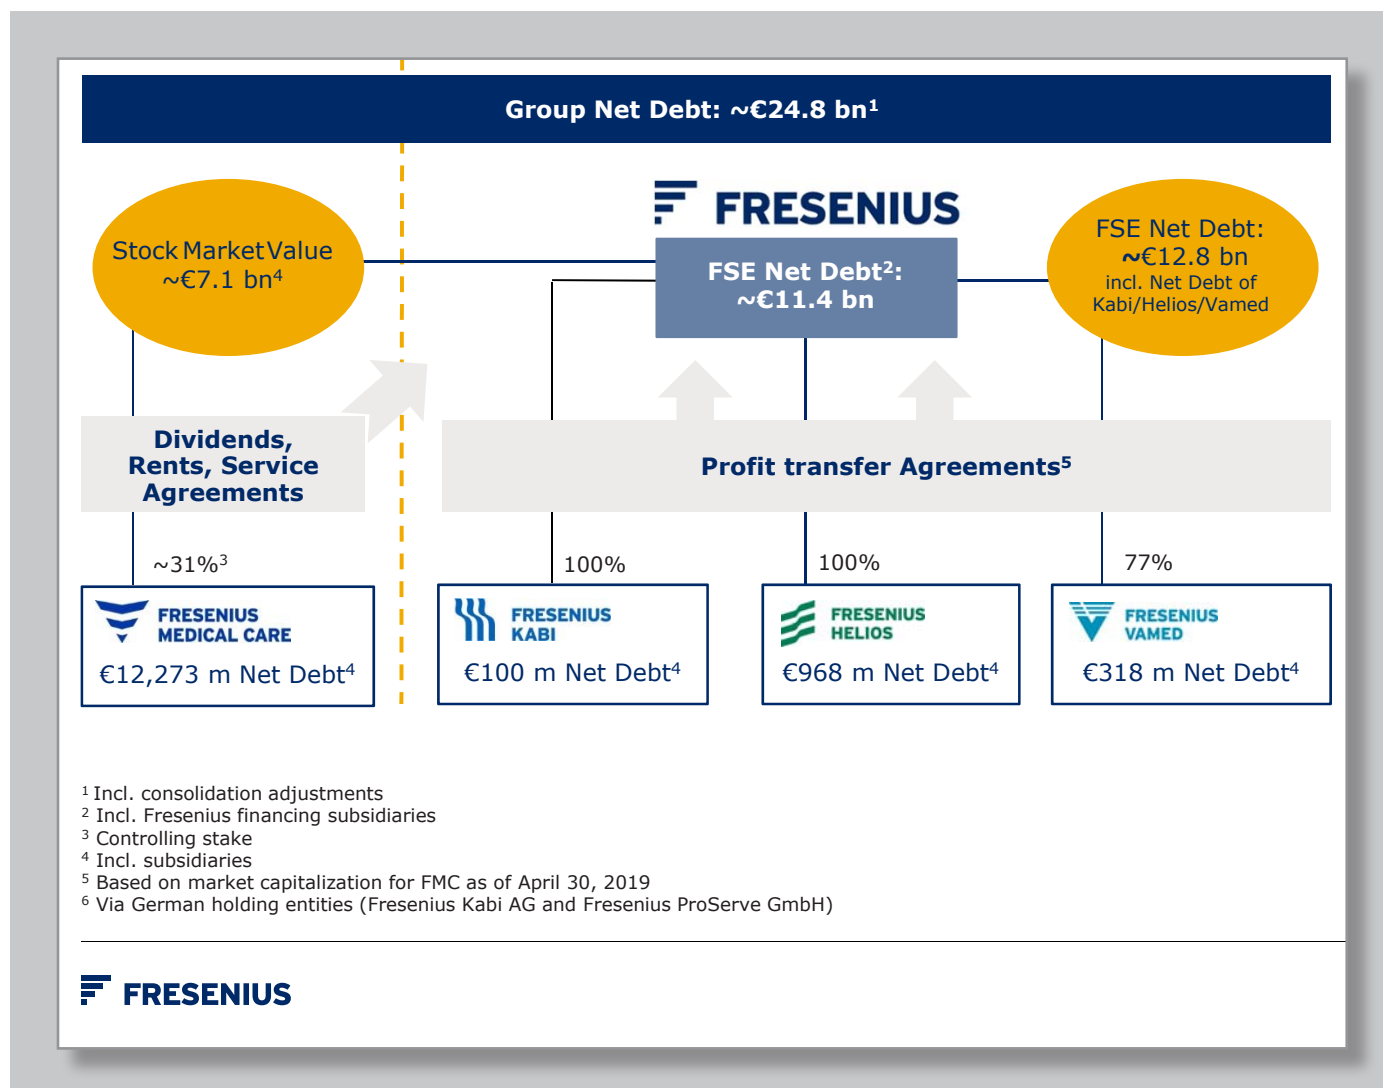 Group Net Debt: ~€24.8 bn¹
FRESENIUS
Stock Market Value
~€7.1 bn⁴
FSE Net Debt²:
~€11.4 bn
FSE Net Debt:
~€12.8 bn
incl. Net Debt of
Kabi/Helios/Vamed
Dividends,
Rents, Service
Agreements
Profit transfer Agreements⁵
~31%³
100%
100%
77%
FRESENIUS
MEDICAL CARE
€12,273 m Net Debt⁴
FRESENIUS
KABI
€100 m Net Debt⁴
FRESENIUS
HELIOS
€968 m Net Debt⁴
FRESENIUS
VAMED
€318 m Net Debt⁴
¹ Incl. consolidation adjustments
² Incl. Fresenius financing subsidiaries
³ Controlling stake
⁴ Incl. subsidiaries
⁵ Based on market capitalization for FMC as of April 30, 2019
⁶ Via German holding entities (Fresenius Kabi AG and Fresenius ProServe GmbH)
FRESENIUS